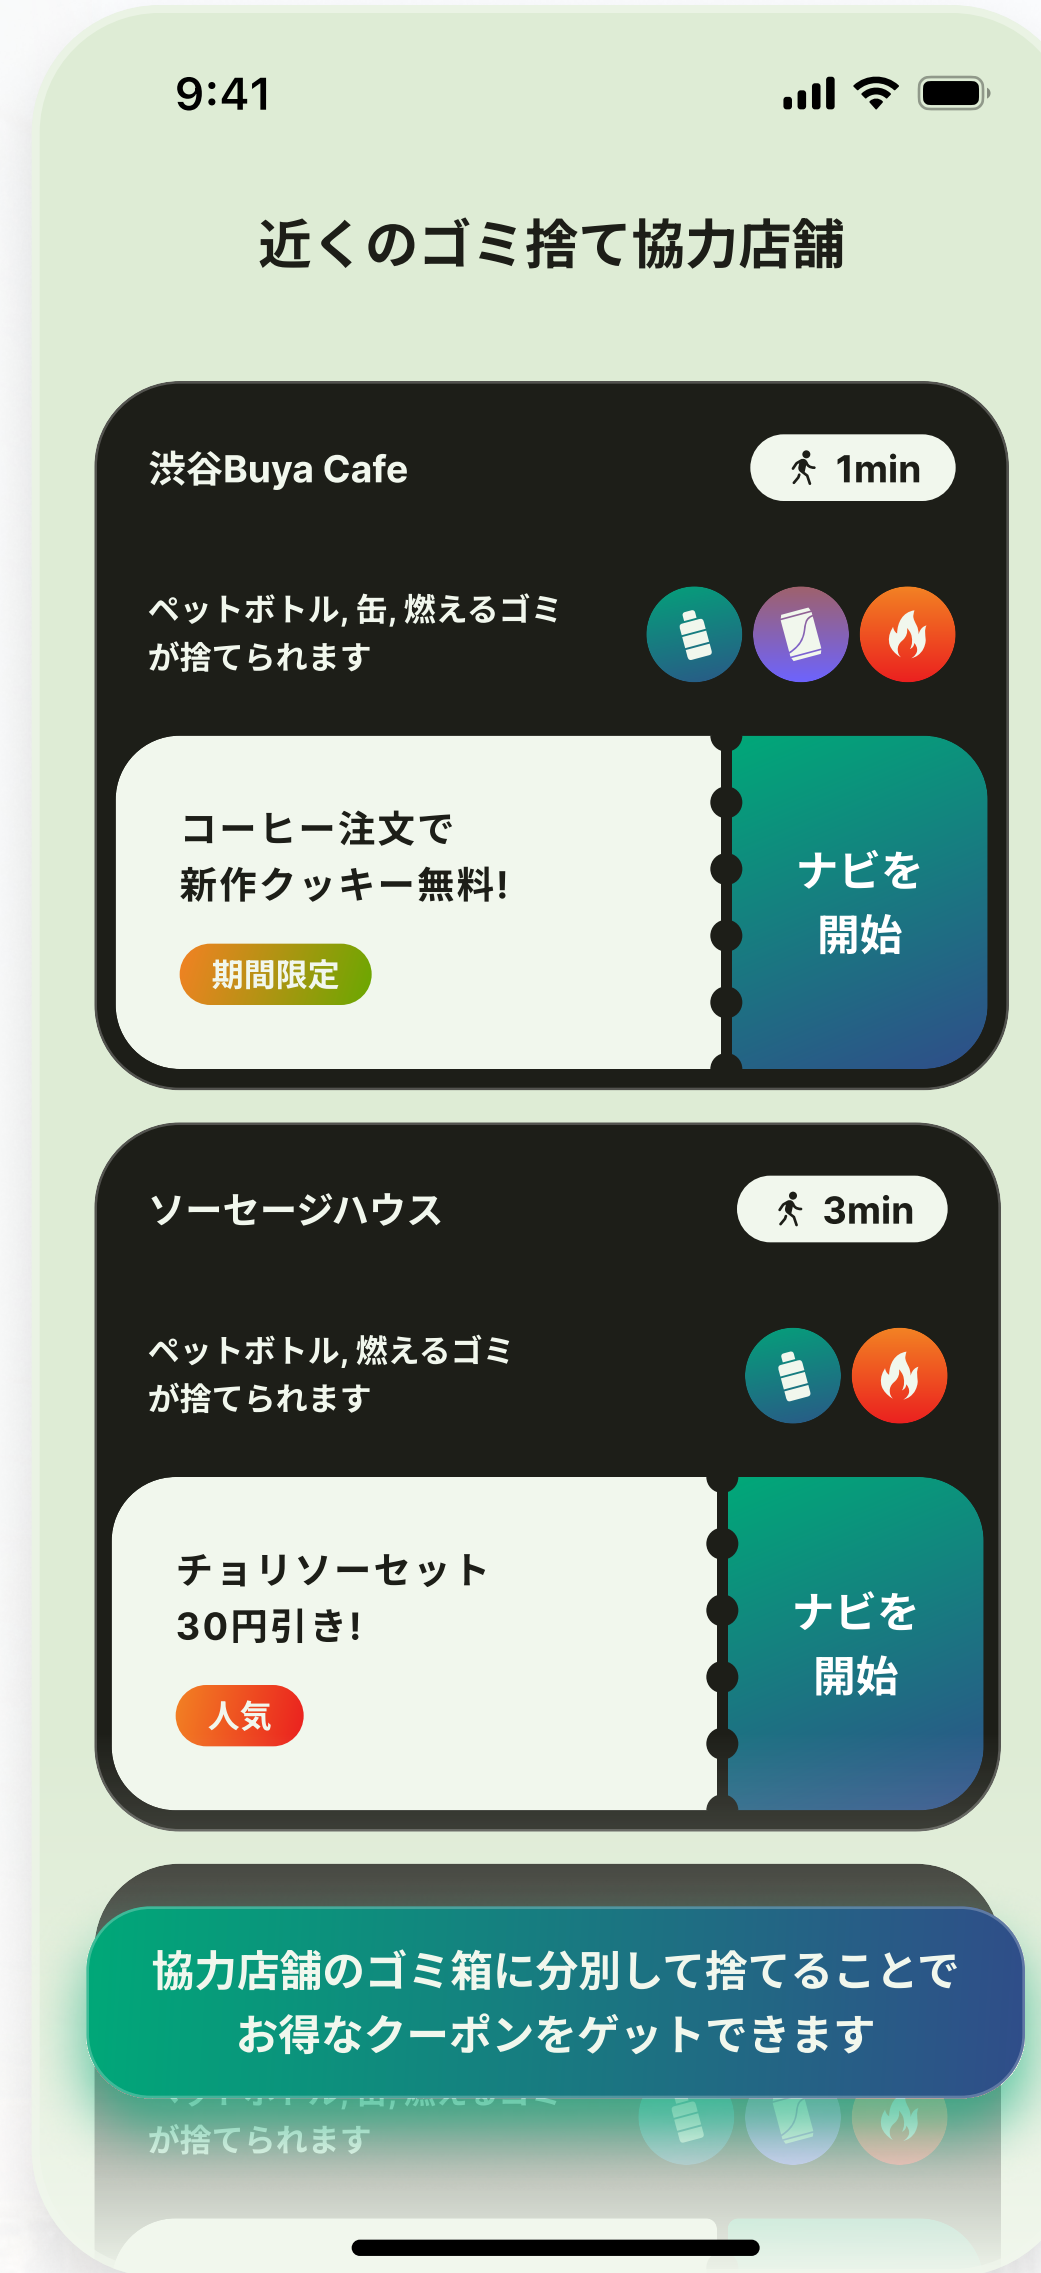 9:41
近くのゴミ捨て協力店舗
渋谷Buya Cafe
1min
ペットボトル, 缶, 燃えるゴミ
が捨てられます
コーヒー注文で
新作クッキー無料!
期間限定
ナビを
開始
ソーセージハウス
3min
ペットボトル, 燃えるゴミ
が捨てられます
チョリソーセット
30円引き!
人気
ナビを
開始
協力店舗のゴミ箱に分別して捨てることで
お得なクーポンをゲットできます
が捨てられます